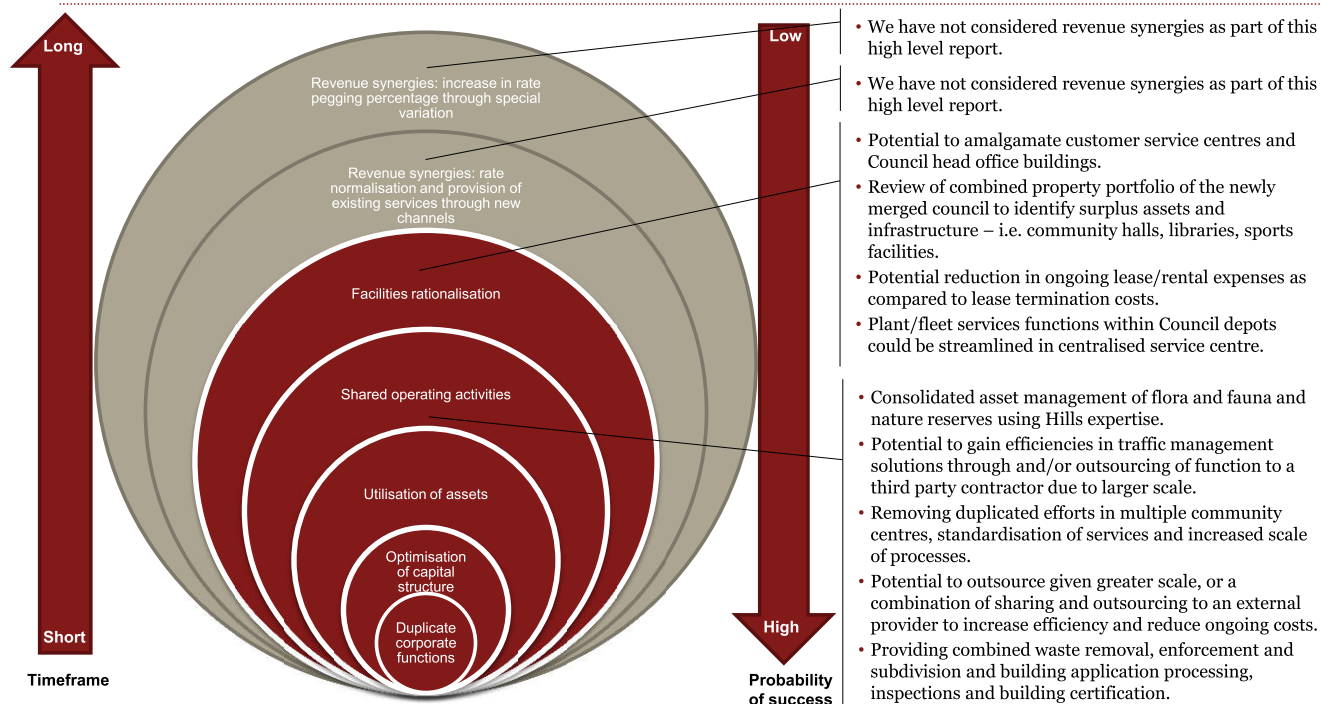 Long
Short
Timeframe
Revenue synergies: increase in rate
pegging percentage through special
variation
Revenue synergies: rate
normalisation and provision of
existing services through new
channels
Facilities rationalisation
Shared operating activities
Utilisation of assets
Optimisation
of capital
structure
Duplicate
corporate
functions
Low
High
Probability
of success
• We have not considered revenue synergies as part of this
high level report.
• We have not considered revenue synergies as part of this
high level report.
• Potential to amalgamate customer service centres and
Council head office buildings.
• Review of combined property portfolio of the newly
merged council to identify surplus assets and
infrastructure – i.e. community halls, libraries, sports
facilities.
• Potential reduction in ongoing lease/rental expenses as
compared to lease termination costs.
• Plant/fleet services functions within Council depots
could be streamlined in centralised service centre.
• Consolidated asset management of flora and fauna and
nature reserves using Hills expertise.
• Potential to gain efficiencies in traffic management
solutions through and/or outsourcing of function to a
third party contractor due to larger scale.
• Removing duplicated efforts in multiple community
centres, standardisation of services and increased scale
of processes.
• Potential to outsource given greater scale, or a
combination of sharing and outsourcing to an external
provider to increase efficiency and reduce ongoing costs.
• Providing combined waste removal, enforcement and
subdivision and building application processing,
inspections and building certification.